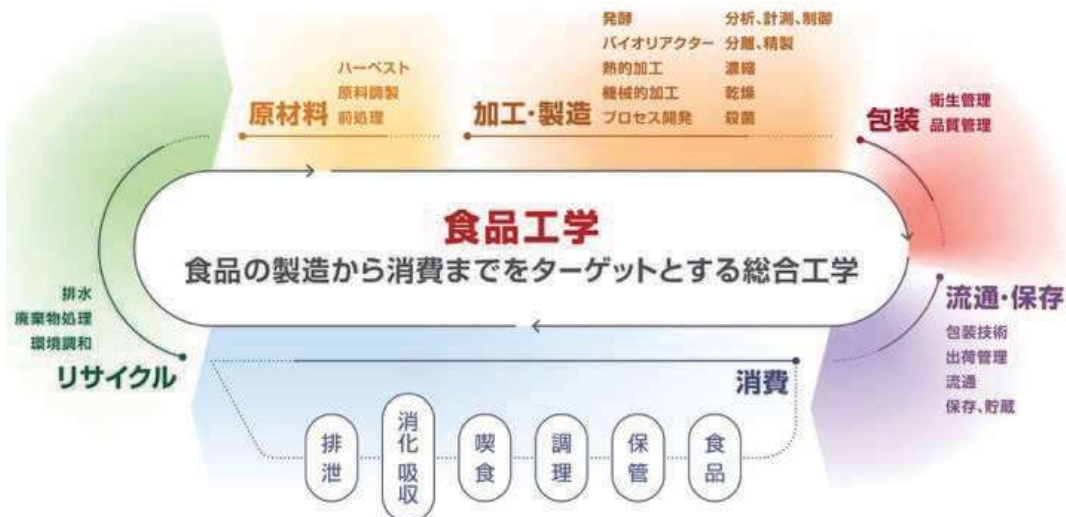 原材料
ハーベスト
原料調製
前処理
加工・製造
発酵
バイオリアクター
熱的加工
機械的加工
プロセス開発
分析、計測、制御
分離、精製
濃縮
乾燥
殺菌
包装
衛生管理
品質管理
食品工学
食品の製造から消費までをターゲットとする総合工学
流通・保存
包装技術
出荷管理
流通
保存、貯蔵
消費
食品
保管
調理
喫食
消化 吸収
排泄
リサイクル
排水
廃棄物処理
環境調和